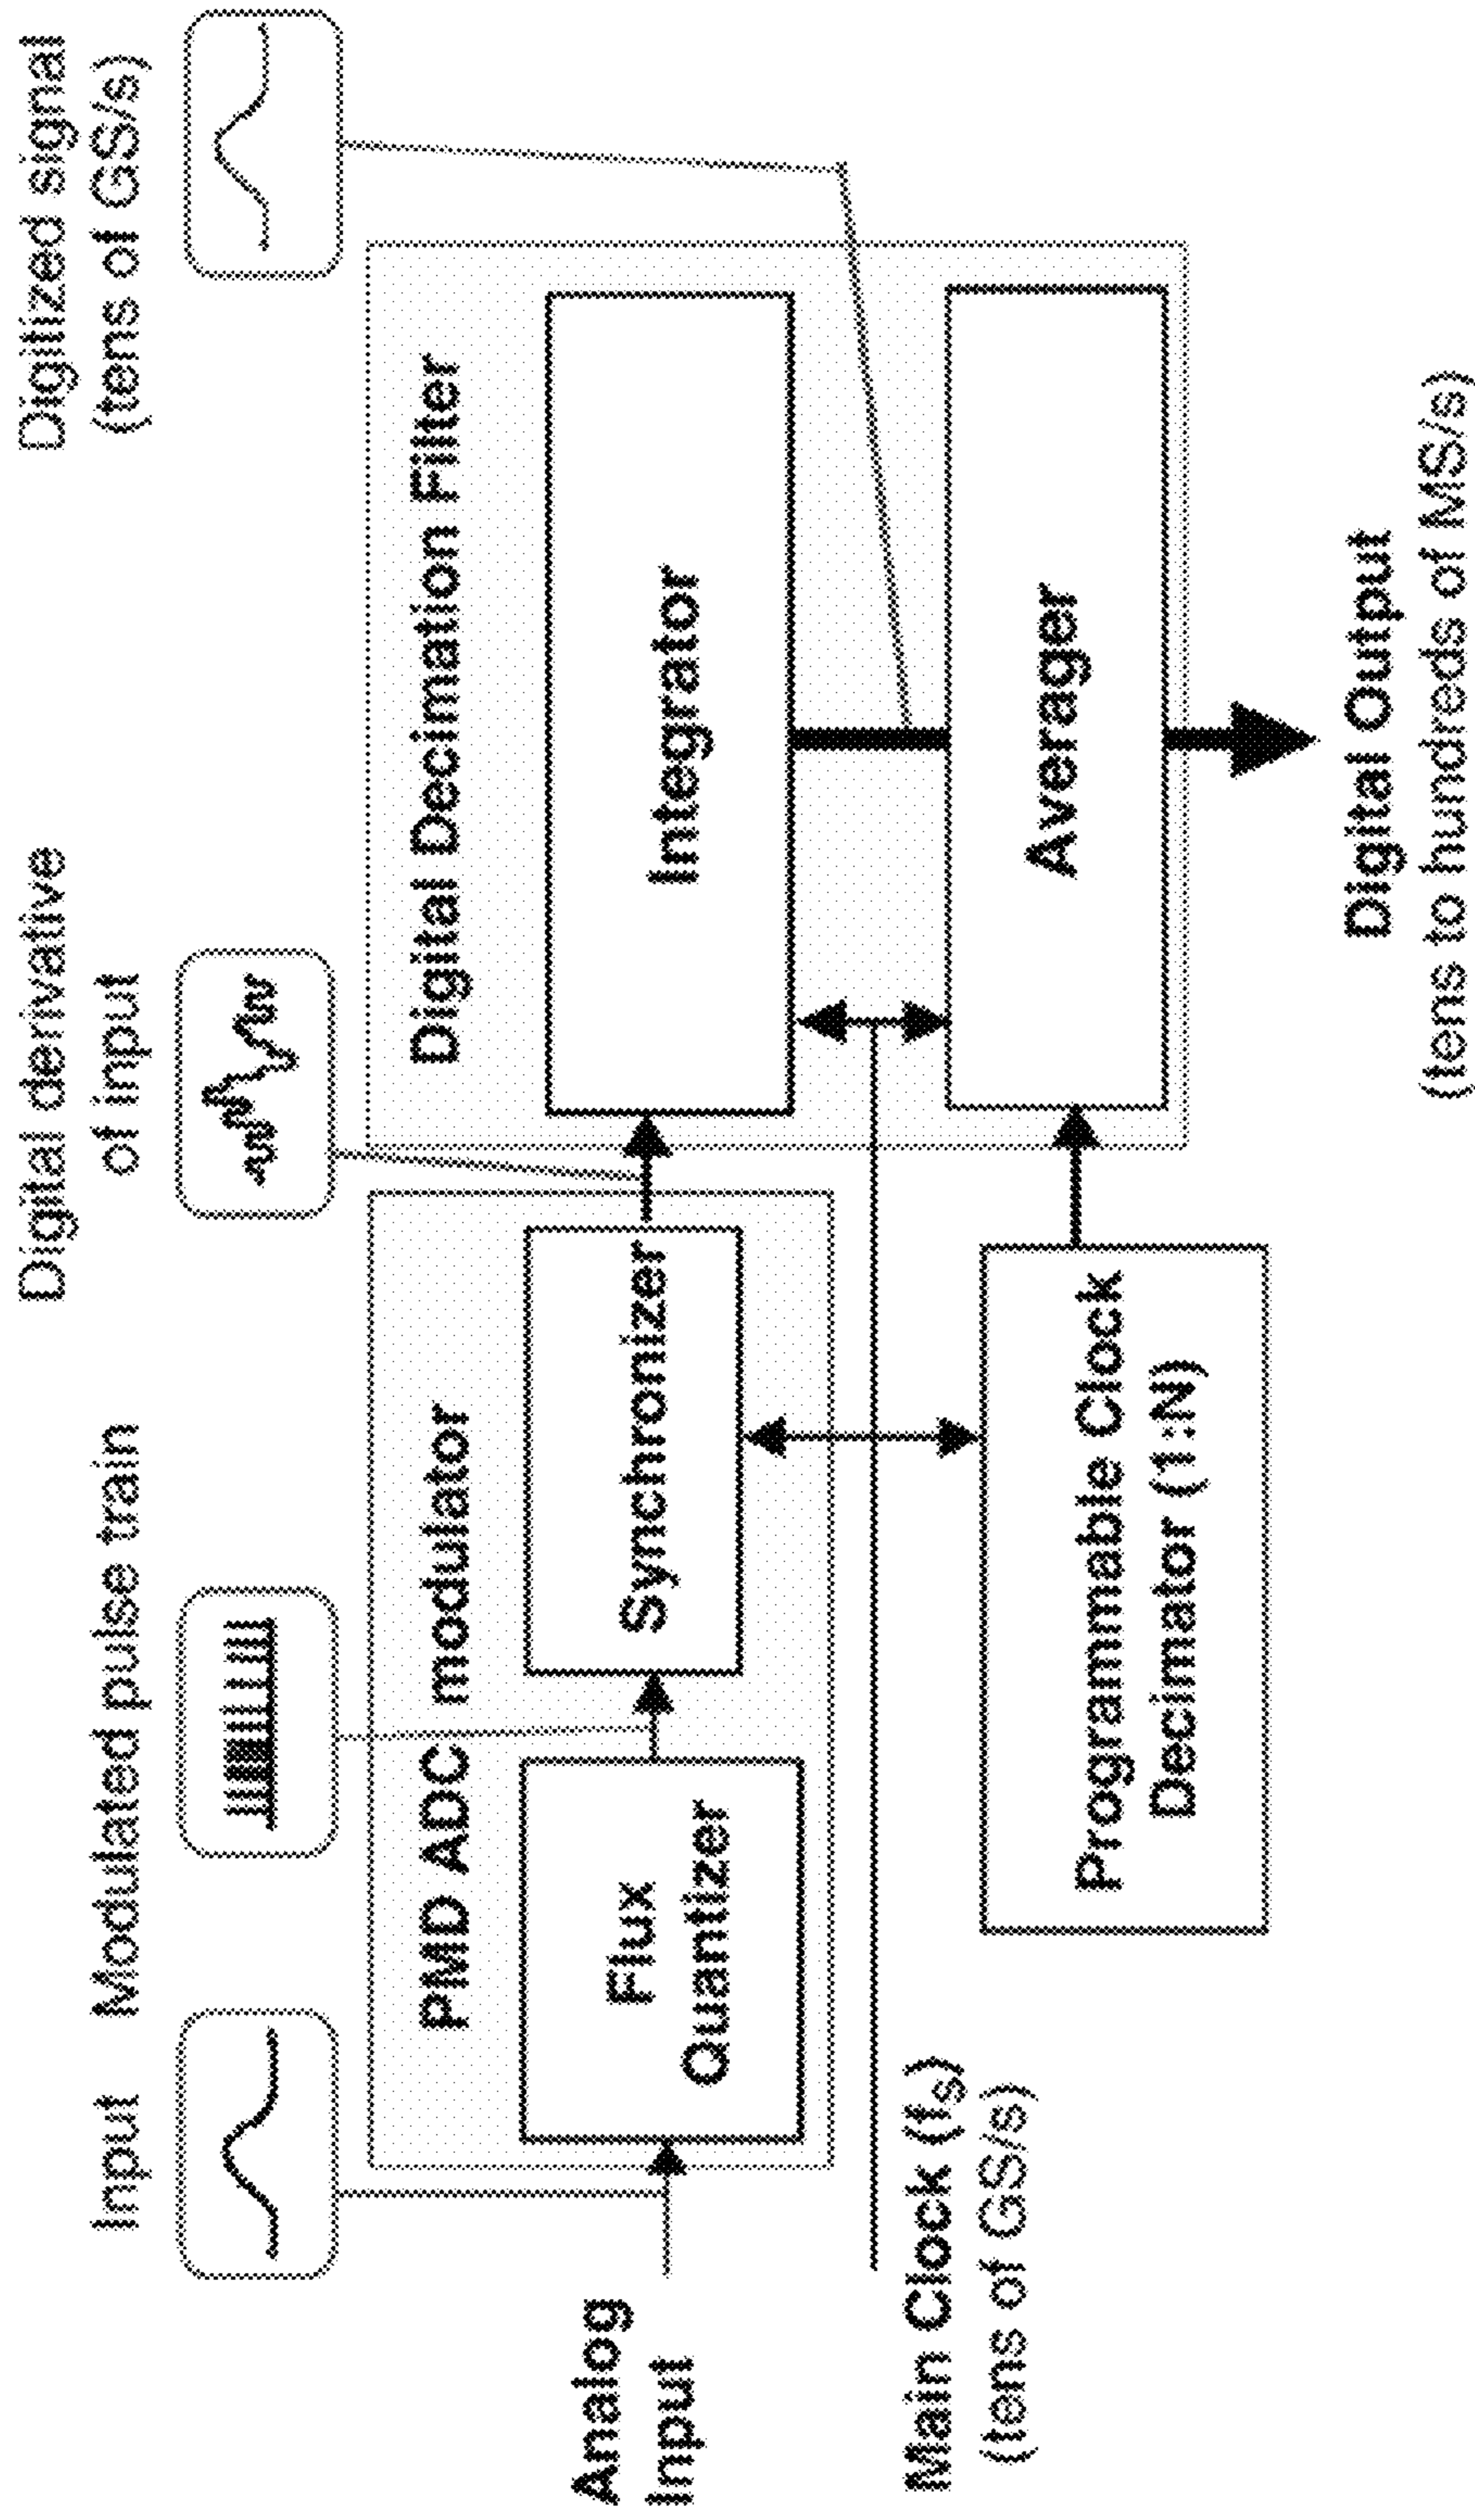 Input
Modulated pulse train
Digital derivative
of input
Digitized signal
(tens of GS/s)
PMD ADC modulator
Digital Decimation Filter
Analog
Input
Flux
Quantizer
Synchronizer
Integrator
Main Clock (fs)
(tens of GS/s)
Programmable Clock
Decimator (1:N)
Averager
Digital Output
(tens to hundreds of MS/s)